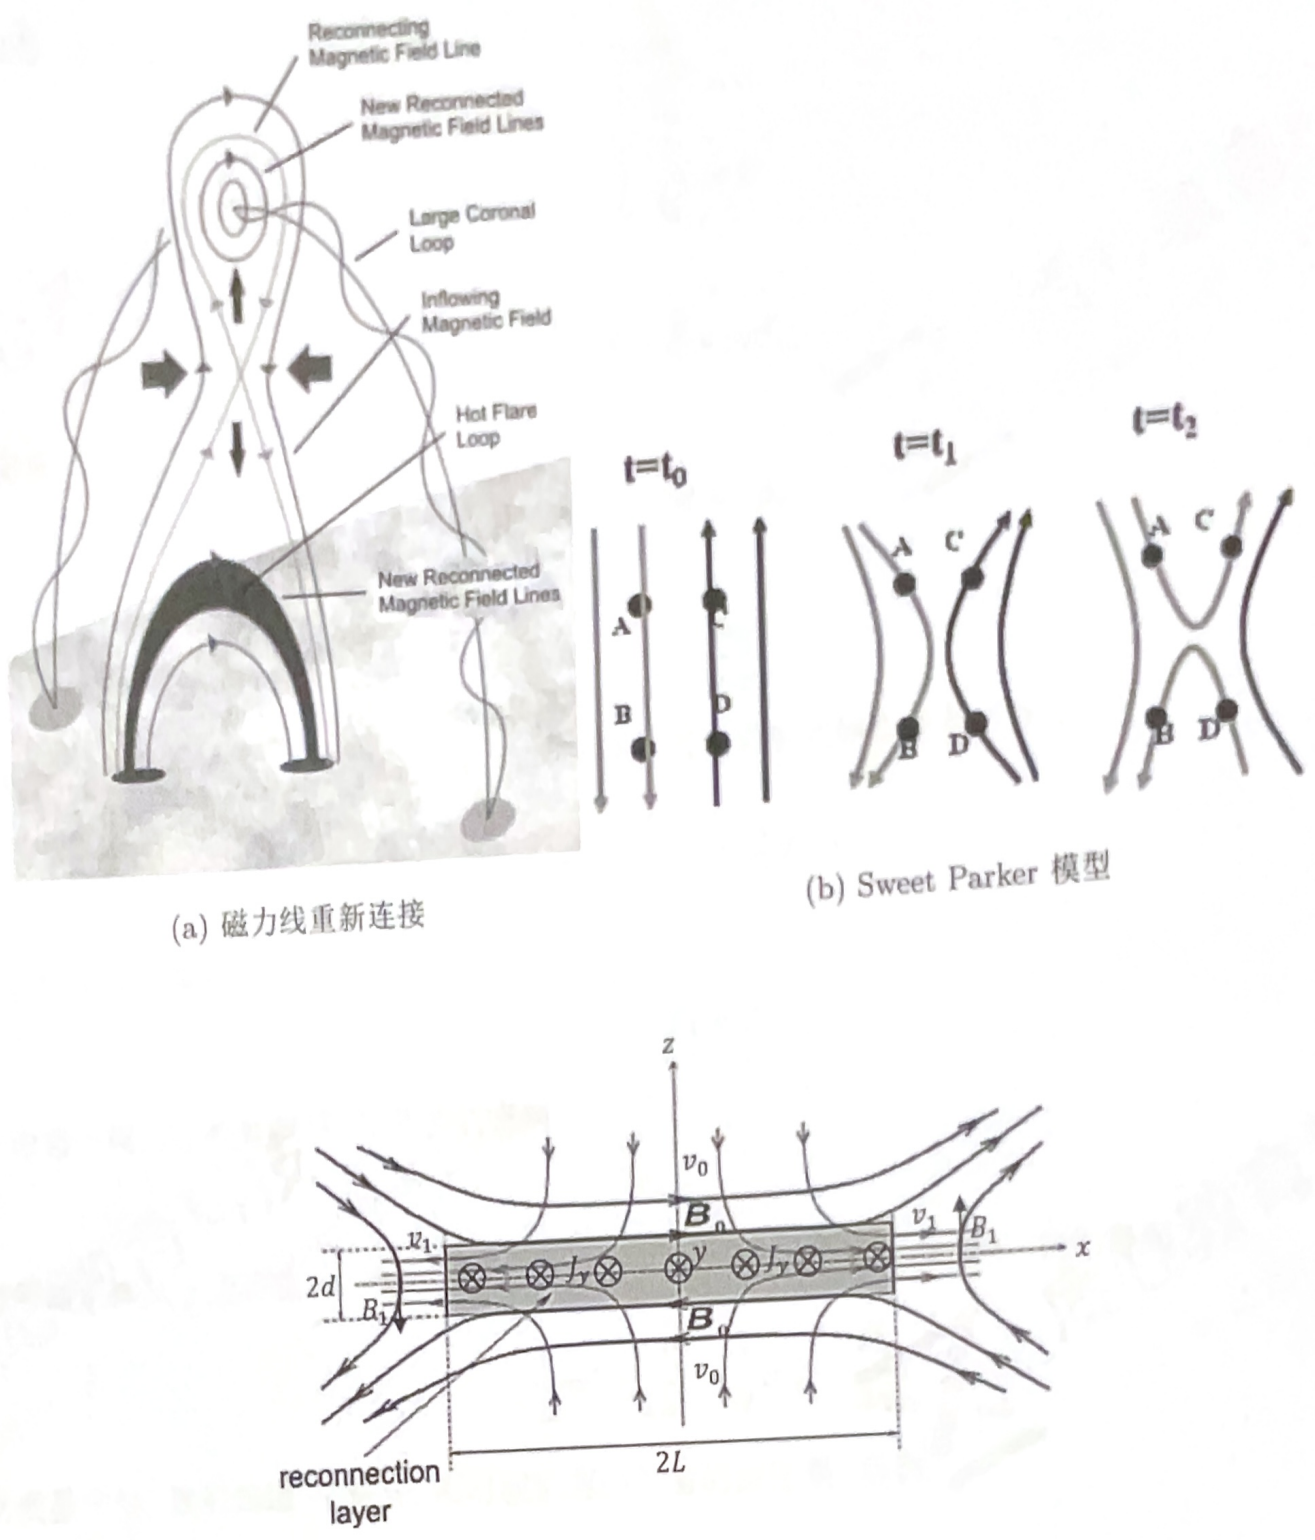 Reconnecting
Magnetic Field Line
New Reconnected
Magnetic Field Lines
Large Coronal
Loop
Inflowing
Magnetic Field
Hot Flare
Loop
New Reconnected
Magnetic Field Lines
(a) 磁力线重新连接
t=t₀
A
C
B
D
t=t₁
A
C
B
D
t=t₂
A
C
B
D
(b) Sweet Parker 模型
z
v₀
B₀
v₁
v₁
B₁
x
2d
J_y
y
J_y
B₁
B₀
v₀
2L
reconnection
layer